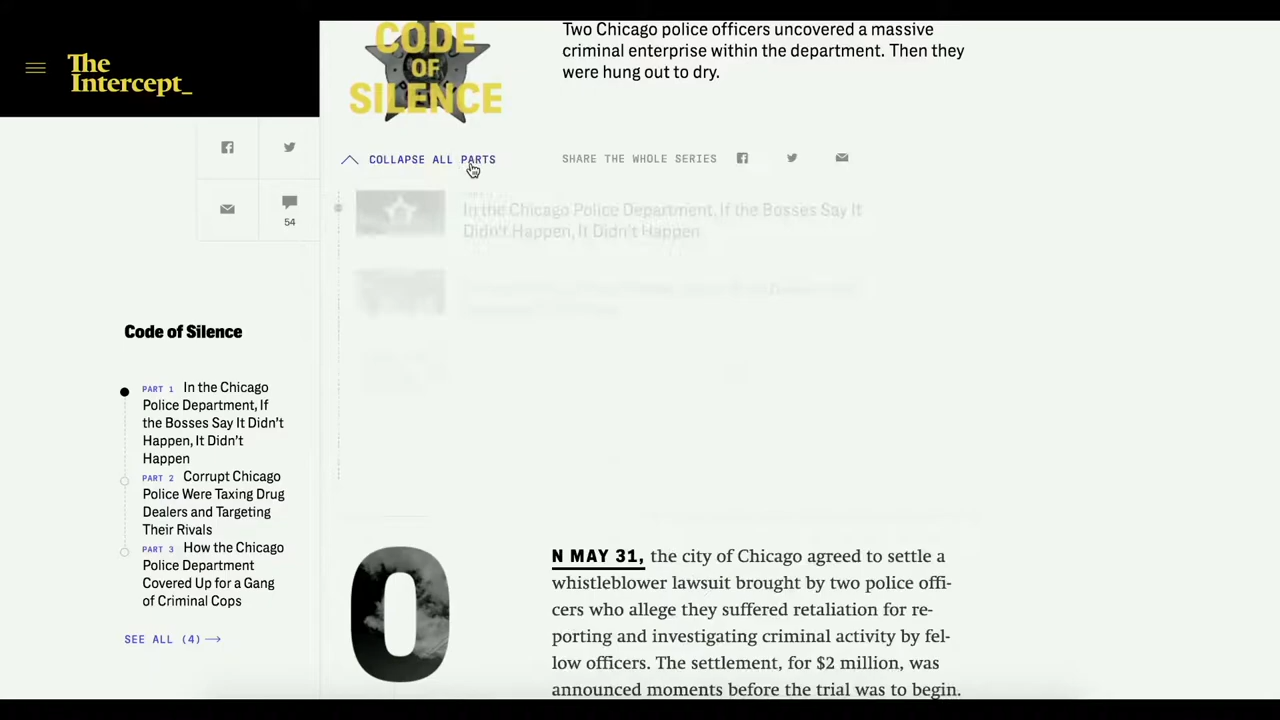 The
Intercept_
CODE
OF
SILENCE
Two Chicago police officers uncovered a massive
criminal enterprise within the department. Then they
were hung out to dry.
COLLAPSE ALL PARTS
SHARE THE WHOLE SERIES
54
In the Chicago Police Department, If the Bosses Say It
Didn't Happen, It Didn't Happen
Code of Silence
PART 1 In the Chicago
Police Department, If
the Bosses Say It Didn't
Happen, It Didn't
Happen
PART 2 Corrupt Chicago
Police Were Taxing Drug
Dealers and Targeting
Their Rivals
PART 3 How the Chicago
Police Department
Covered Up for a Gang
of Criminal Cops
SEE ALL (4)
O
N MAY 31, the city of Chicago agreed to settle a
whistleblower lawsuit brought by two police offi-
cers who allege they suffered retaliation for re-
porting and investigating criminal activity by fel-
low officers. The settlement, for $2 million, was
announced moments before the trial was to begin.